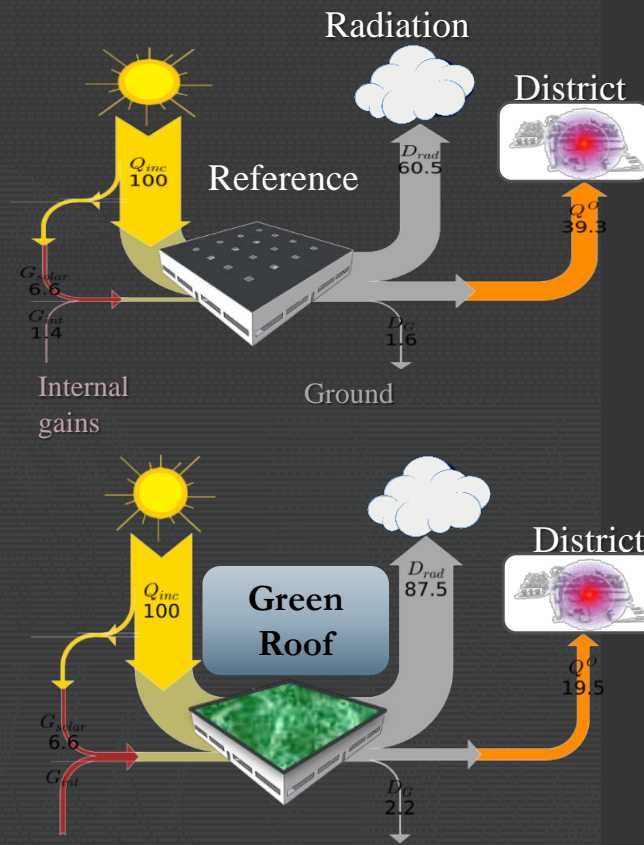 Radiation
District
Q_inc
100
Reference
D_rad
60.5
Q^O
39.3
G_solar
6.6
G_int
1.4
D_G
1.6
Internal
gains
Ground
District
Q_inc
100
Green
Roof
D_rad
87.5
Q^O
19.5
G_solar
6.6
G_int
D_G
2.2